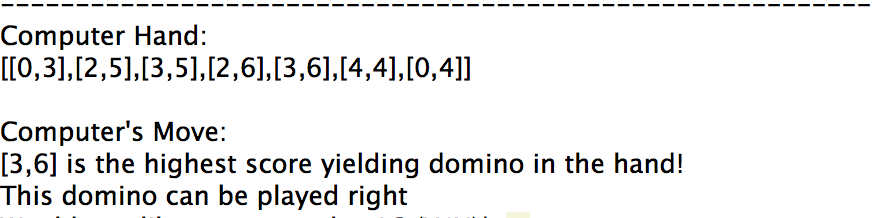 ------------------------------------------------------------
Computer Hand:
[[0,3],[2,5],[3,5],[2,6],[3,6],[4,4],[0,4]]
Computer's Move:
[3,6] is the highest score yielding domino in the hand!
This domino can be played right